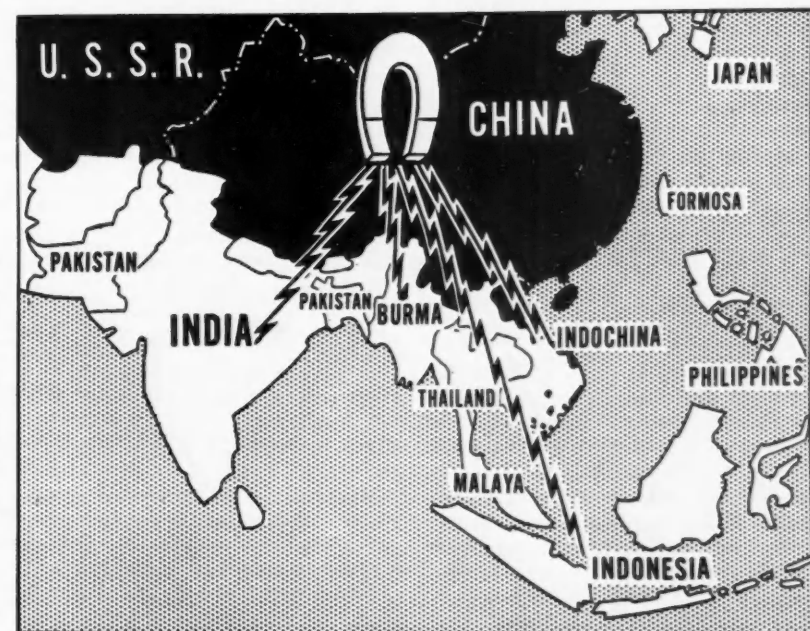 U. S. S. R.
JAPAN
CHINA
FORMOSA
PAKISTAN
PAKISTAN
BURMA
INDIA
INDOCHINA
PHILIPPINES
THAILAND
MALAYA
INDONESIA